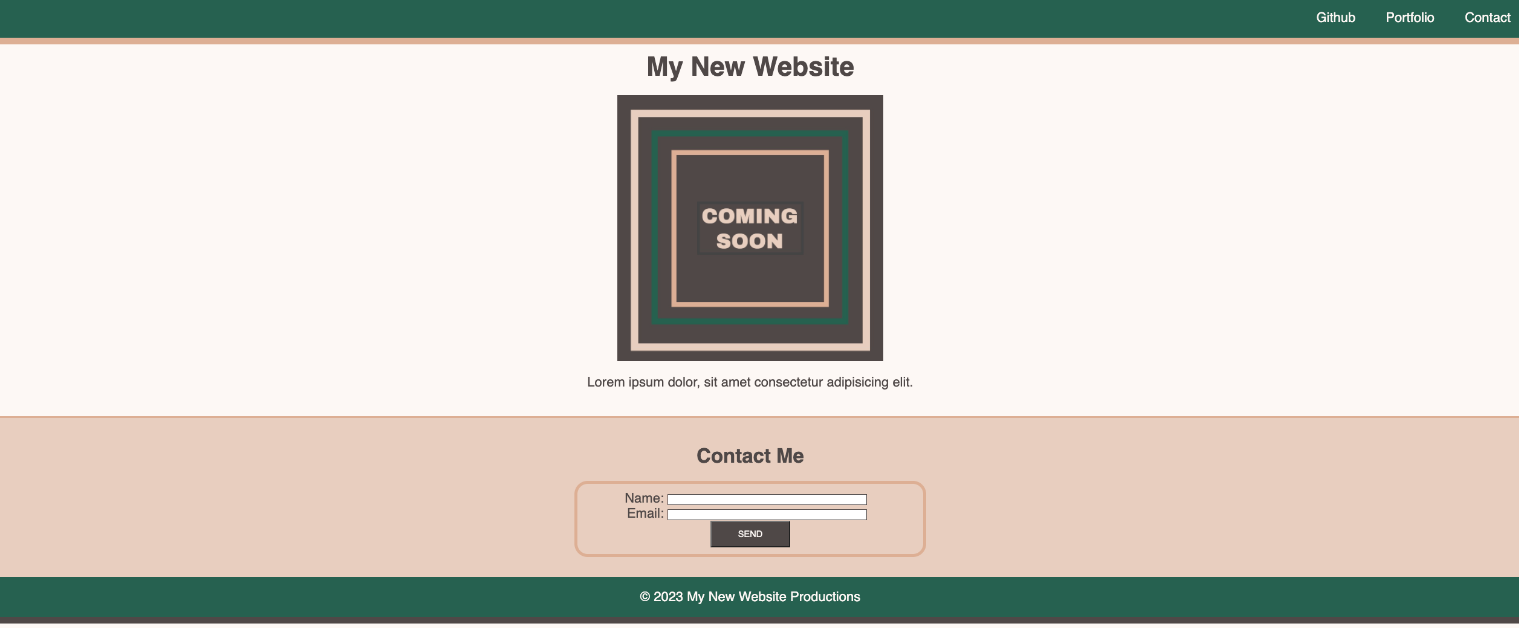 Github Portfolio Contact
My New Website
COMING
SOON
Lorem ipsum dolor, sit amet consectetur adipisicing elit.
Contact Me
Name:
Email:
SEND
© 2023 My New Website Productions